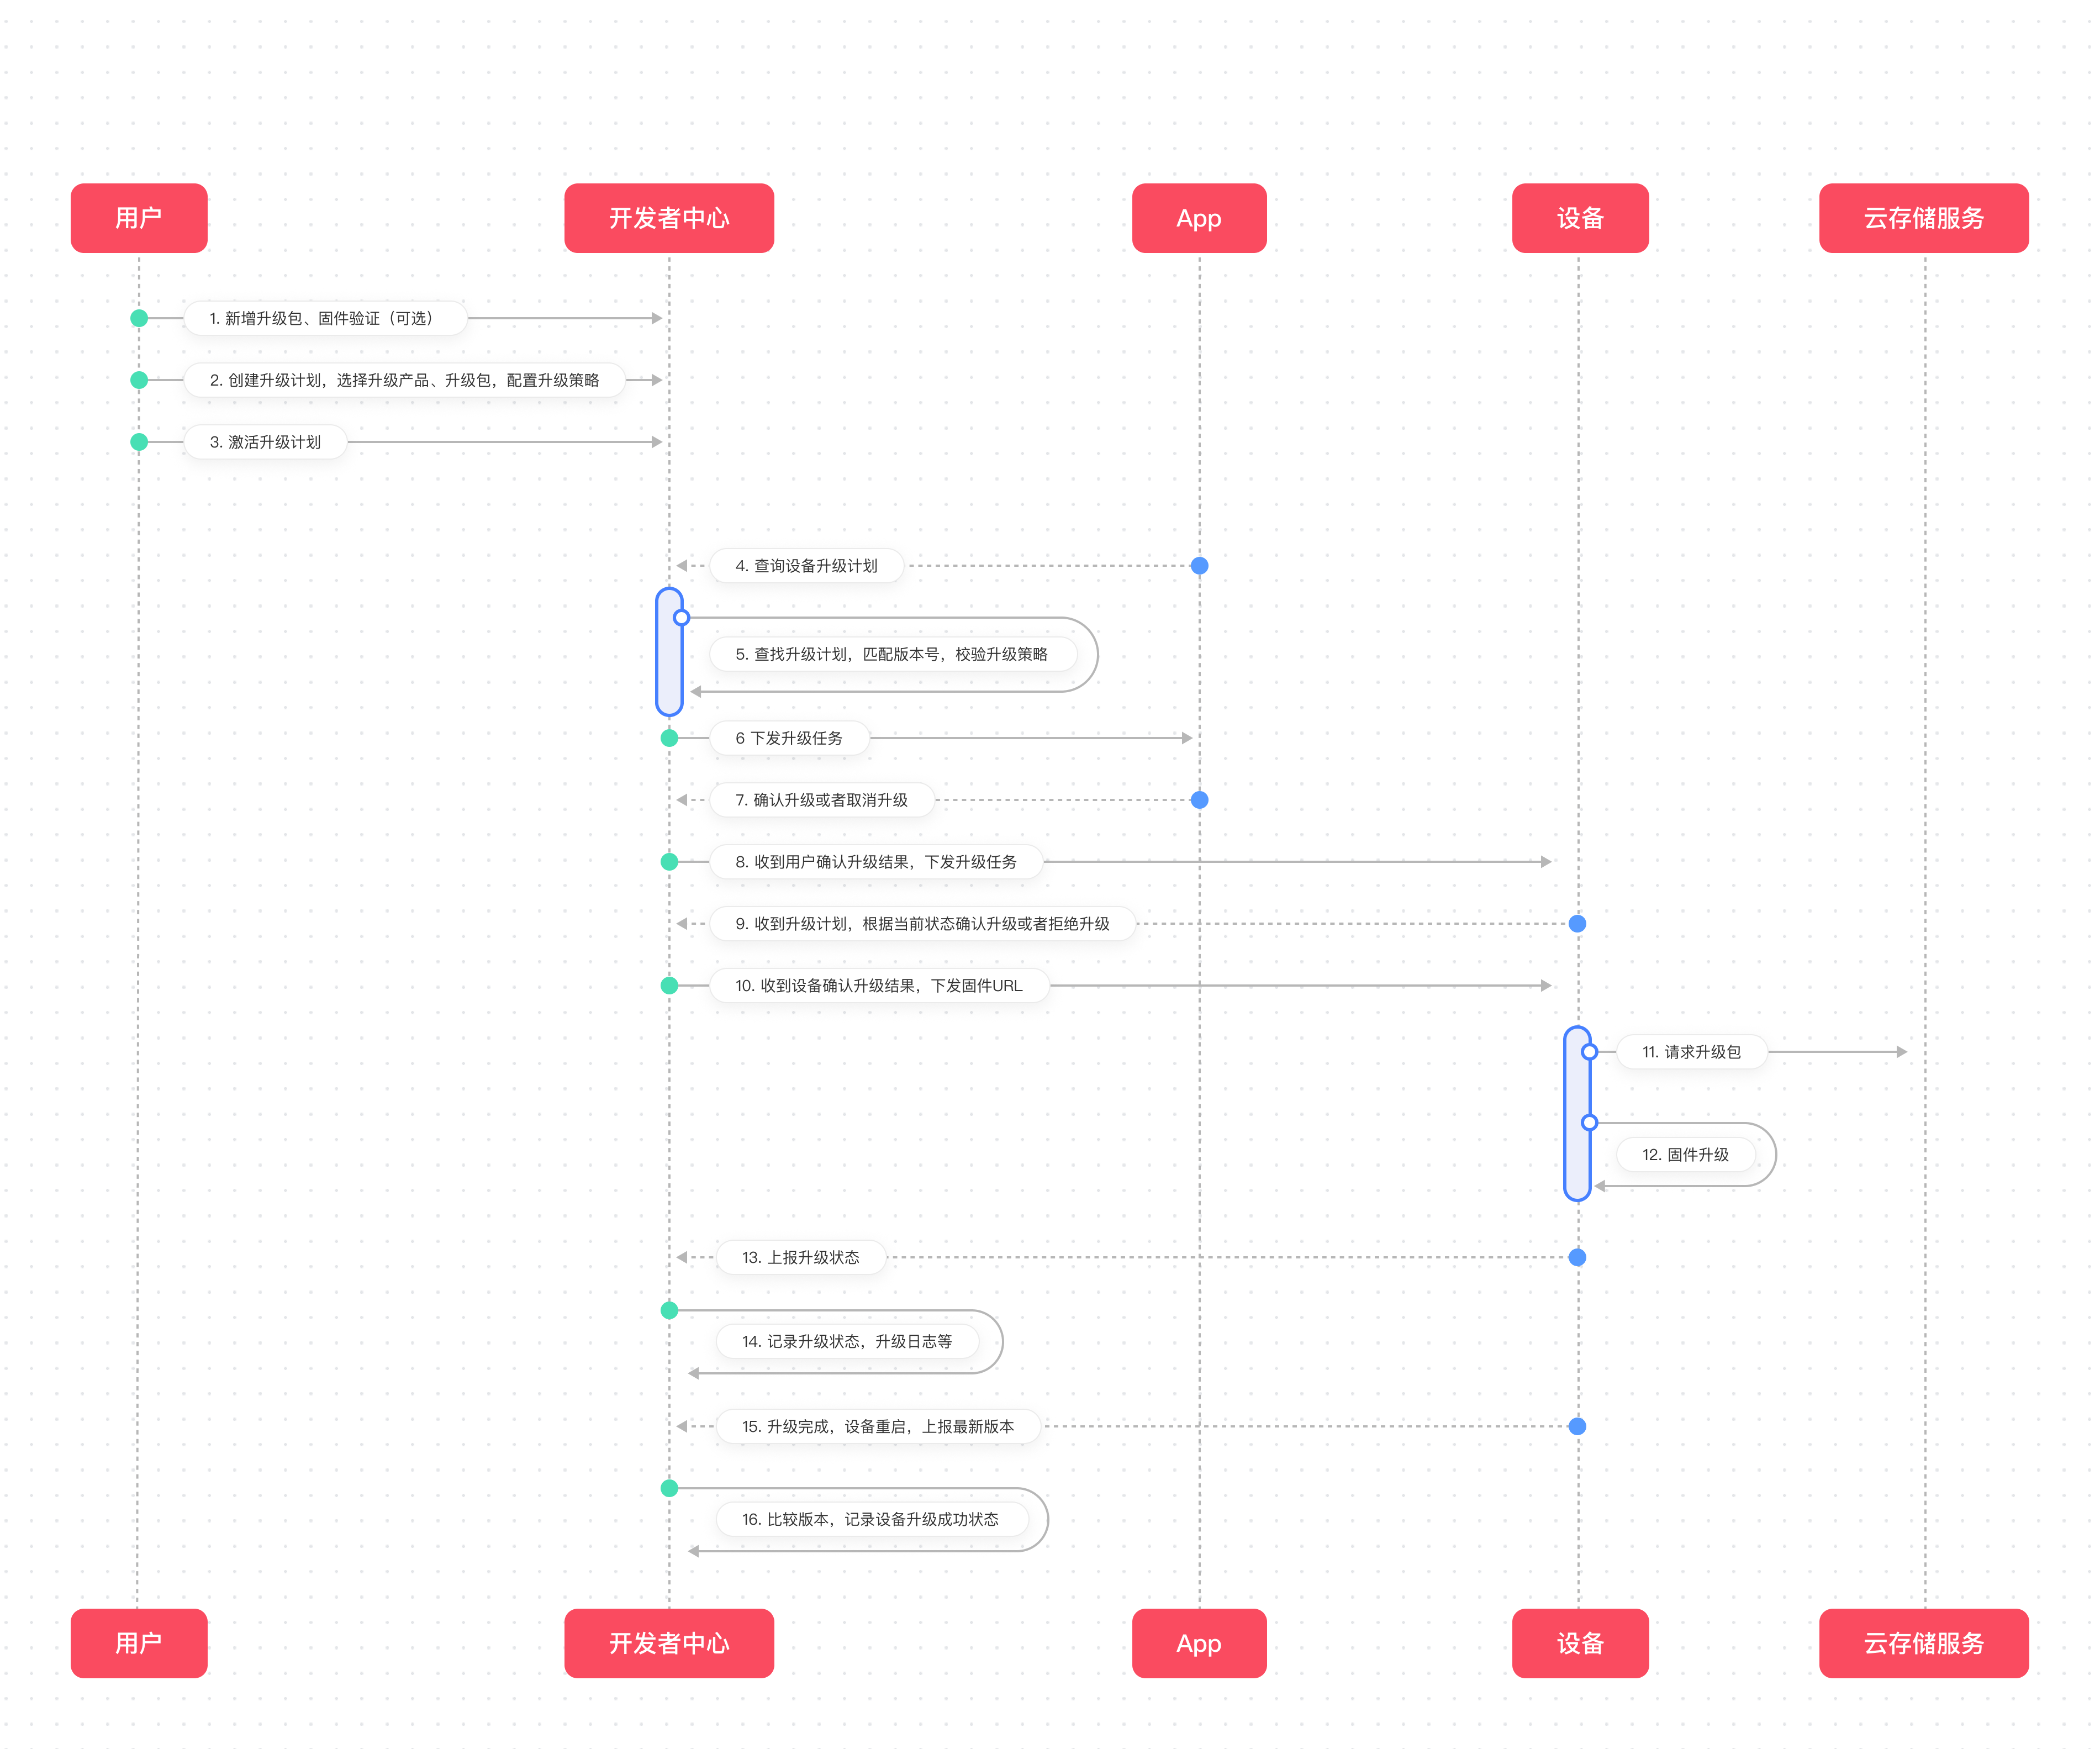 用户
开发者中心
App
设备
云存储服务
1. 新增升级包、固件验证（可选）
2. 创建升级计划，选择升级产品、升级包，配置升级策略
3. 激活升级计划
4. 查询设备升级计划
5. 查找升级计划，匹配版本号，校验升级策略
6 下发升级任务
7. 确认升级或者取消升级
8. 收到用户确认升级结果，下发升级任务
9. 收到升级计划，根据当前状态确认升级或者拒绝升级
10. 收到设备确认升级结果，下发固件URL
11. 请求升级包
12. 固件升级
13. 上报升级状态
14. 记录升级状态，升级日志等
15. 升级完成，设备重启，上报最新版本
16. 比较版本，记录设备升级成功状态
用户
开发者中心
App
设备
云存储服务